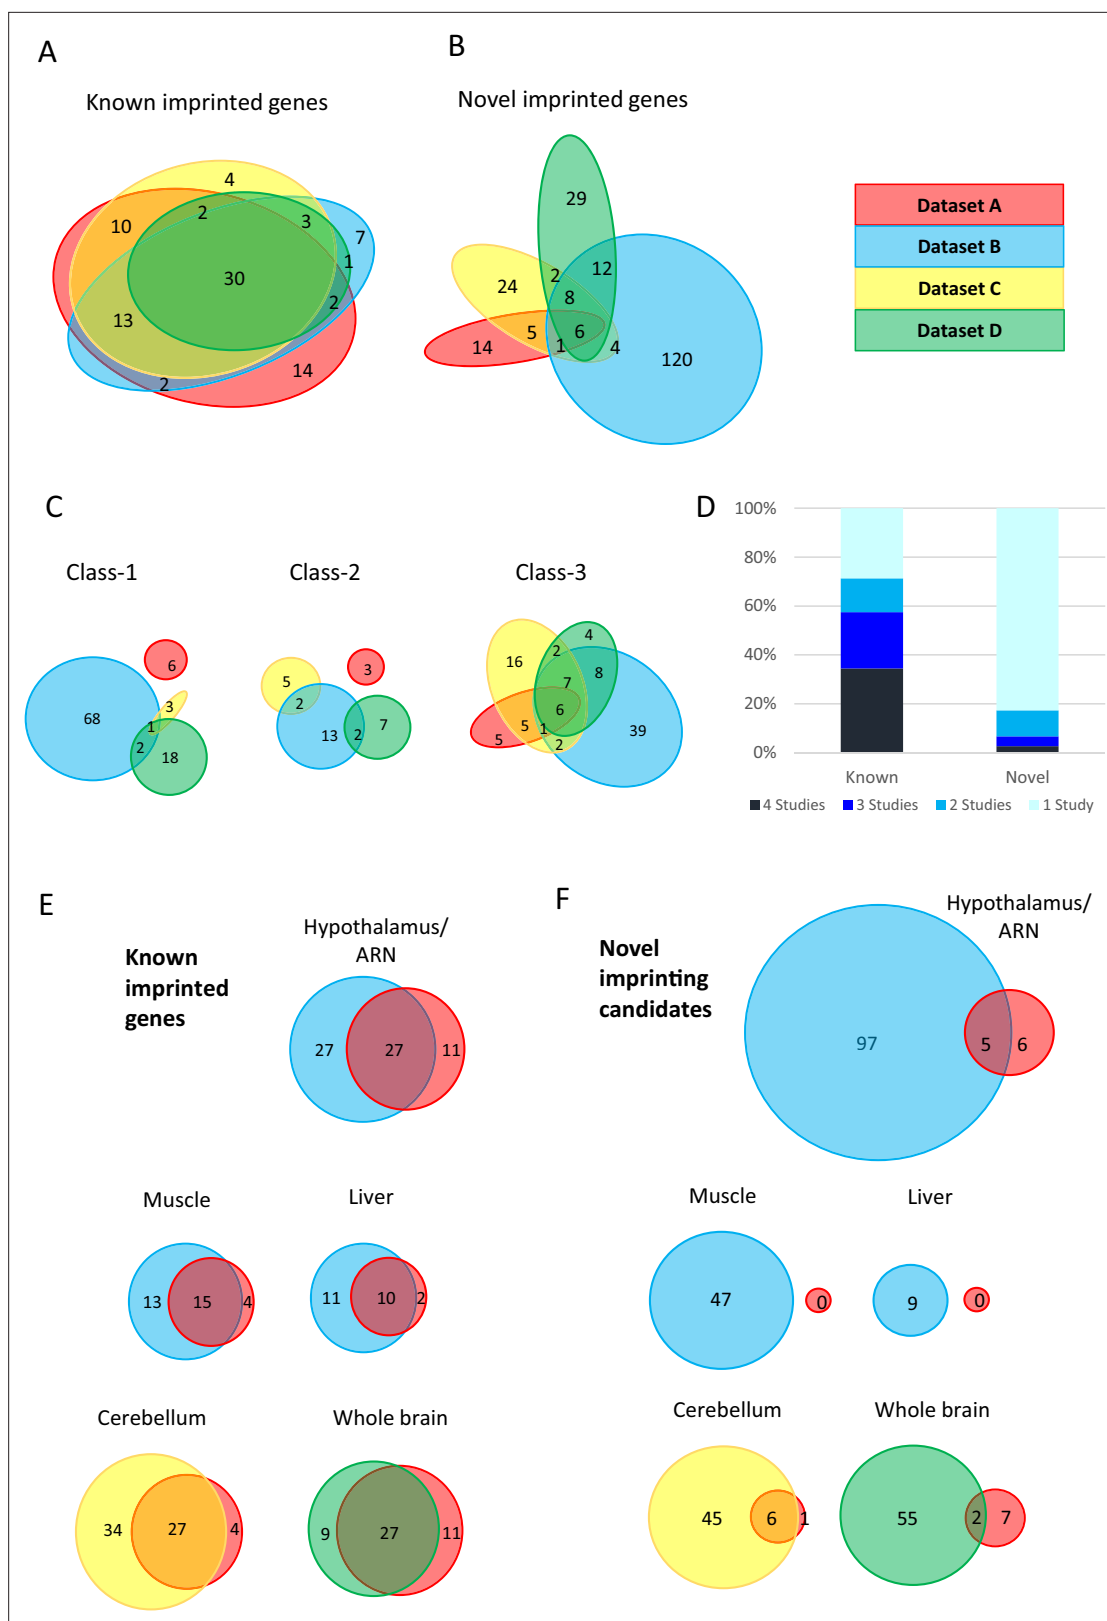 A
Known imprinted genes
4
10
2
3
7
1
30
2
13
14
2
B
Novel imprinted genes
29
2
12
24
8
5
6
14
1
4
120
Dataset A
Dataset B
Dataset C
Dataset D
C
Class-1
6
68
3
1
2
18
Class-2
5
3
2
13
2
7
Class-3
4
16
2
8
7
6
5
1
39
5
2
D
100%
80%
60%
40%
20%
0%
Known
Novel
4 Studies
3 Studies
2 Studies
1 Study
E
Known
imprinted
genes
Hypothalamus/
ARN
27
27
11
Muscle
13
15
4
Liver
11
10
2
Cerebellum
34
27
4
Whole brain
9
27
11
F
Novel
imprinting
candidates
Hypothalamus/
ARN
97
5
6
Muscle
47
0
Liver
9
0
Cerebellum
45
6
1
Whole brain
55
2
7